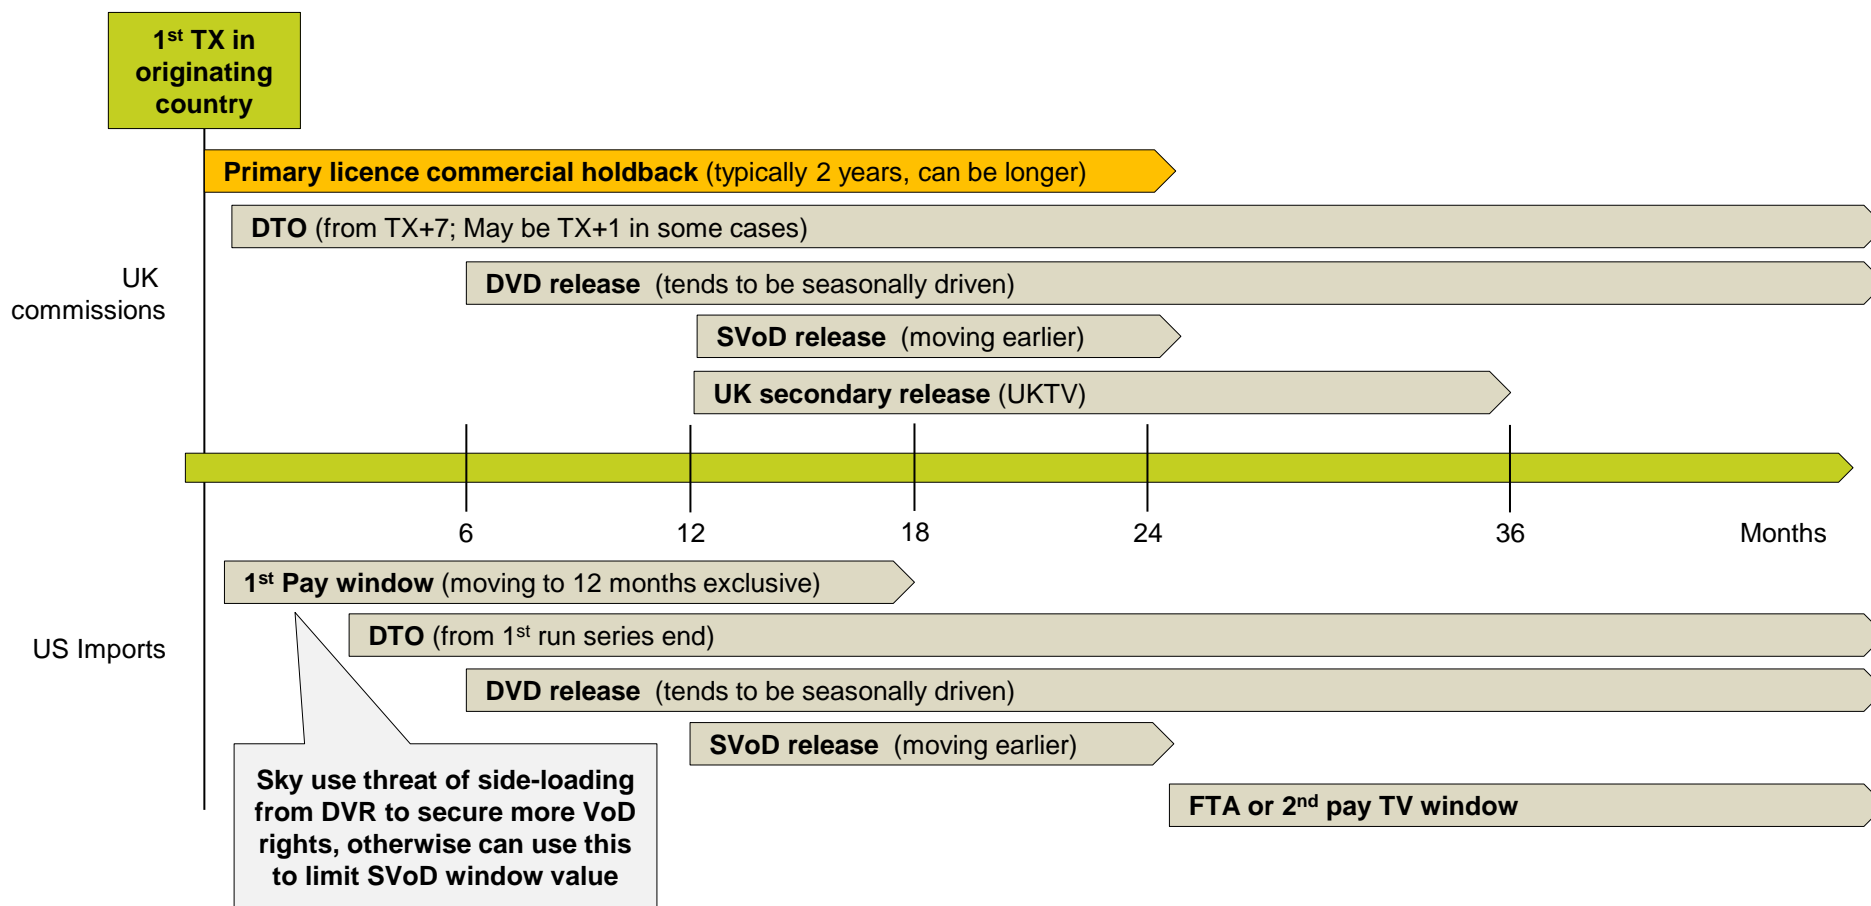 1st TX in
originating
country
Primary licence commercial holdback (typically 2 years, can be longer)
DTO (from TX+7; May be TX+1 in some cases)
UK
commissions
DVD release  (tends to be seasonally driven)
SVoD release  (moving earlier)
UK secondary release (UKTV)
6 12 18 24 36 Months
1st Pay window (moving to 12 months exclusive)
US Imports
DTO (from 1st run series end)
DVD release  (tends to be seasonally driven)
SVoD release  (moving earlier)
Sky use threat of side-loading
from DVR to secure more VoD
rights, otherwise can use this
to limit SVoD window value
FTA or 2nd pay TV window